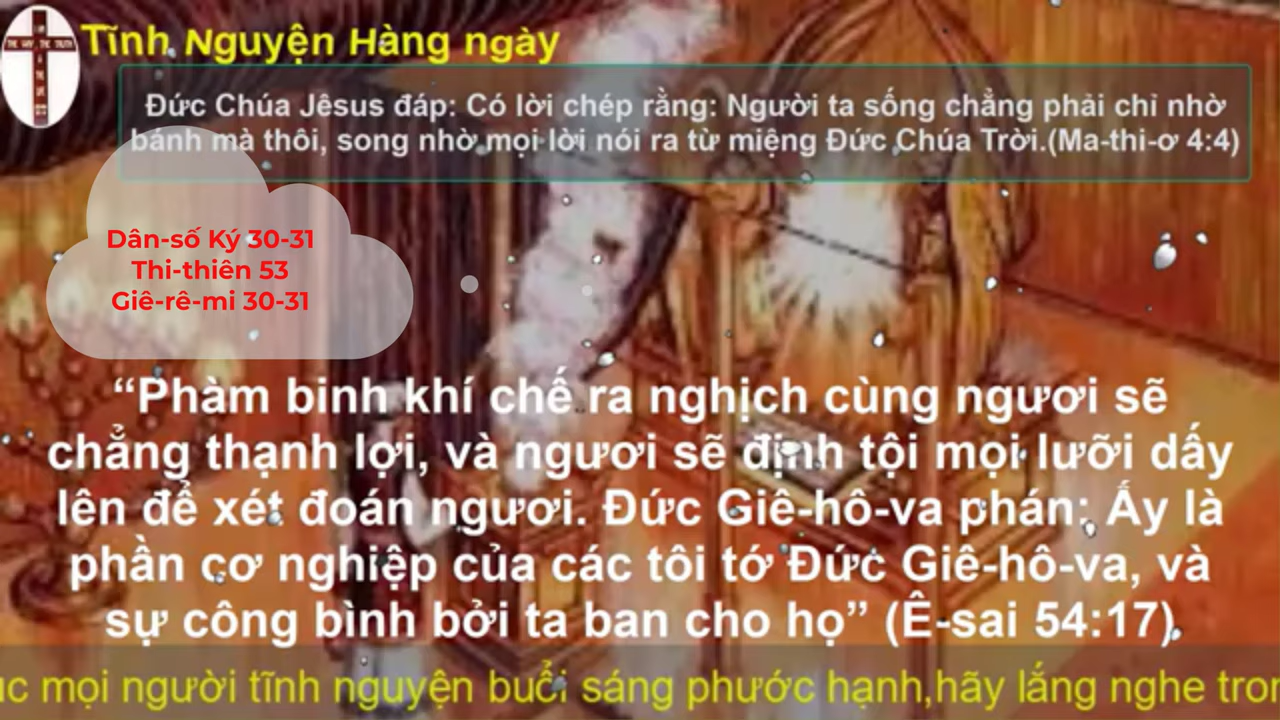 THE WAY THE TRUTH
Tĩnh Nguyện Hàng ngày
Đức Chúa Jêsus đáp: Có lời chép rằng: Người ta sống chẳng phải chỉ nhờ
bánh mà thôi, song nhờ mọi lời nói ra từ miệng Đức Chúa Trời.(Ma-thi-ơ 4:4)
Dân-số Ký 30-31
Thi-thiên 53
Giê-rê-mi 30-31
“Phàm binh khí chế ra nghịch cùng ngươi sẽ
chẳng thạnh lợi, và ngươi sẽ định tội mọi lưỡi dấy
lên để xét đoán ngươi. Đức Giê-hô-va phán: Ấy là
phần cơ nghiệp của các tôi tớ Đức Giê-hô-va, và
sự công bình bởi ta ban cho họ” (Ê-sai 54:17)
mọi người tĩnh nguyện buổi sáng phước hạnh,hãy lắng nghe